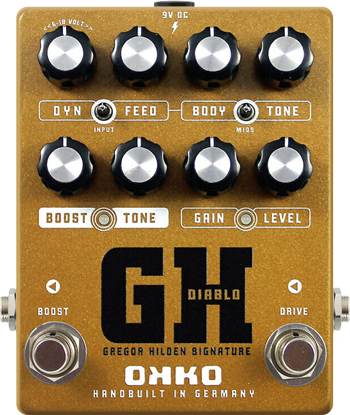 9V DC
<<6-18 VOLT>>
DYN FEED BODY TONE
INPUT MIDS
BOOST TONE GAIN LEVEL
GH
DIABLO
BOOST DRIVE
GREGOR HILDEN SIGNATURE
OKKO
HANDBUILT IN GERMANY